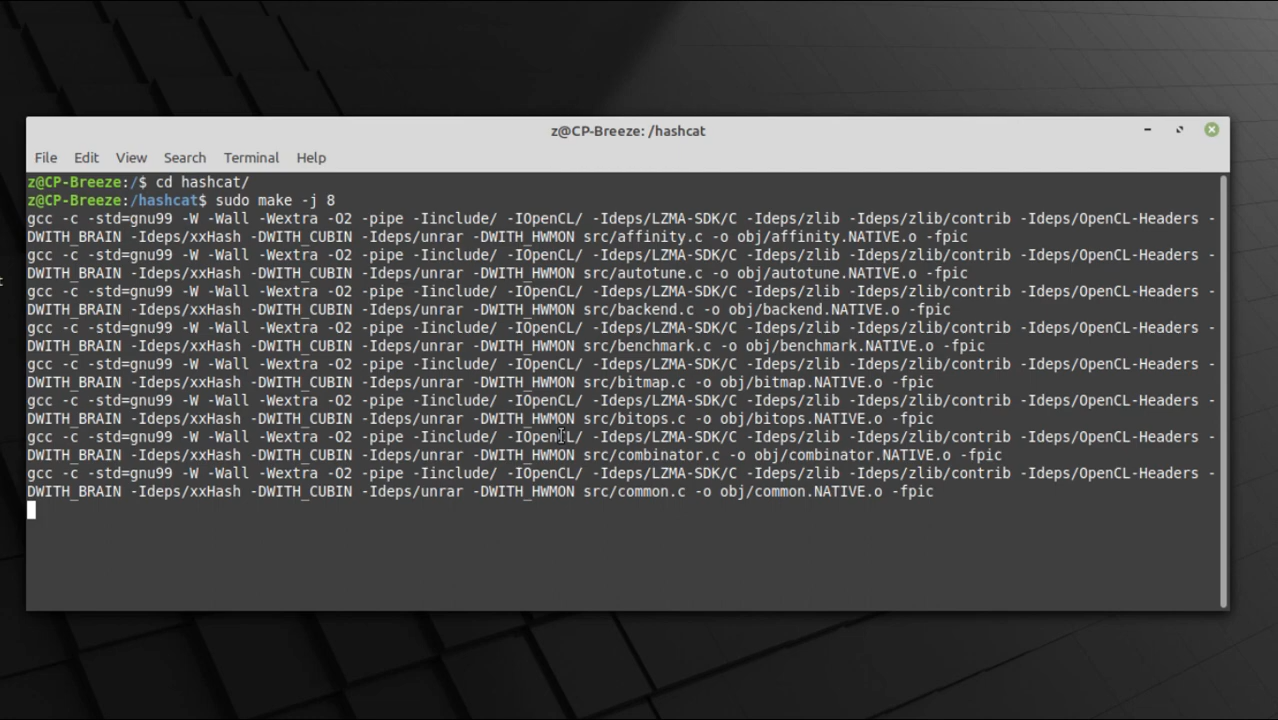 z@CP-Breeze: /hashcat
File Edit View Search Terminal Help
z@CP-Breeze:/$ cd hashcat/
z@CP-Breeze:/hashcat$ sudo make -j 8
gcc -c -std=gnu99 -W -Wall -Wextra -O2 -pipe -Iinclude/ -IOpenCL/ -Ideps/LZMA-SDK/C -Ideps/zlib -Ideps/zlib/contrib -Ideps/OpenCL-Headers -
DWITH_BRAIN -Ideps/xxHash -DWITH_CUBIN -Ideps/unrar -DWITH_HWMON src/affinity.c -o obj/affinity.NATIVE.o -fpic
gcc -c -std=gnu99 -W -Wall -Wextra -O2 -pipe -Iinclude/ -IOpenCL/ -Ideps/LZMA-SDK/C -Ideps/zlib -Ideps/zlib/contrib -Ideps/OpenCL-Headers -
DWITH_BRAIN -Ideps/xxHash -DWITH_CUBIN -Ideps/unrar -DWITH_HWMON src/autotune.c -o obj/autotune.NATIVE.o -fpic
gcc -c -std=gnu99 -W -Wall -Wextra -O2 -pipe -Iinclude/ -IOpenCL/ -Ideps/LZMA-SDK/C -Ideps/zlib -Ideps/zlib/contrib -Ideps/OpenCL-Headers -
DWITH_BRAIN -Ideps/xxHash -DWITH_CUBIN -Ideps/unrar -DWITH_HWMON src/backend.c -o obj/backend.NATIVE.o -fpic
gcc -c -std=gnu99 -W -Wall -Wextra -O2 -pipe -Iinclude/ -IOpenCL/ -Ideps/LZMA-SDK/C -Ideps/zlib -Ideps/zlib/contrib -Ideps/OpenCL-Headers -
DWITH_BRAIN -Ideps/xxHash -DWITH_CUBIN -Ideps/unrar -DWITH_HWMON src/benchmark.c -o obj/benchmark.NATIVE.o -fpic
gcc -c -std=gnu99 -W -Wall -Wextra -O2 -pipe -Iinclude/ -IOpenCL/ -Ideps/LZMA-SDK/C -Ideps/zlib -Ideps/zlib/contrib -Ideps/OpenCL-Headers -
DWITH_BRAIN -Ideps/xxHash -DWITH_CUBIN -Ideps/unrar -DWITH_HWMON src/bitmap.c -o obj/bitmap.NATIVE.o -fpic
gcc -c -std=gnu99 -W -Wall -Wextra -O2 -pipe -Iinclude/ -IOpenCL/ -Ideps/LZMA-SDK/C -Ideps/zlib -Ideps/zlib/contrib -Ideps/OpenCL-Headers -
DWITH_BRAIN -Ideps/xxHash -DWITH_CUBIN -Ideps/unrar -DWITH_HWMON src/bitops.c -o obj/bitops.NATIVE.o -fpic
gcc -c -std=gnu99 -W -Wall -Wextra -O2 -pipe -Iinclude/ -IOpenCL/ -Ideps/LZMA-SDK/C -Ideps/zlib -Ideps/zlib/contrib -Ideps/OpenCL-Headers -
DWITH_BRAIN -Ideps/xxHash -DWITH_CUBIN -Ideps/unrar -DWITH_HWMON src/combinator.c -o obj/combinator.NATIVE.o -fpic
gcc -c -std=gnu99 -W -Wall -Wextra -O2 -pipe -Iinclude/ -IOpenCL/ -Ideps/LZMA-SDK/C -Ideps/zlib -Ideps/zlib/contrib -Ideps/OpenCL-Headers -
DWITH_BRAIN -Ideps/xxHash -DWITH_CUBIN -Ideps/unrar -DWITH_HWMON src/common.c -o obj/common.NATIVE.o -fpic